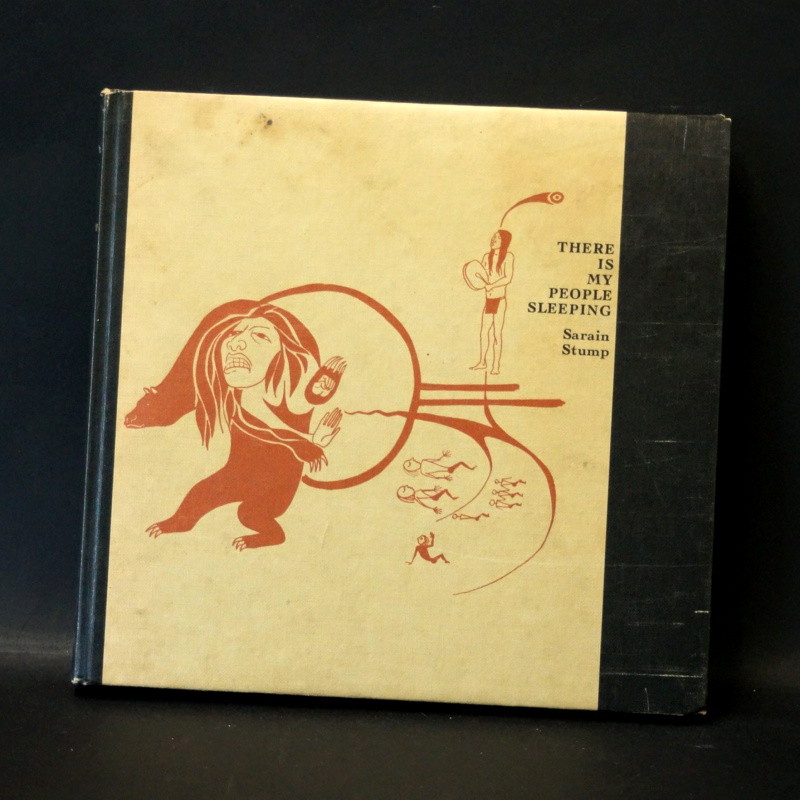 THERE
IS
MY
PEOPLE
SLEEPING
Sarain
Stump